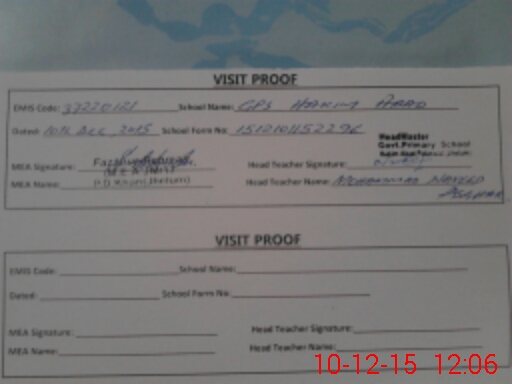 VISIT PROOF
EMIS Code: 37220121 School Name: GPS HAKIM ABAD
Dated: 10th DEC, 2015 School Form No:
HeadMaster
Govt.Primary School
MEA Signature: Head Teacher Signature:
MEA Name: Head Teacher Name: MOHAMMAD NAVEED
ASGHAR
VISIT PROOF
EMIS Code: School Name:
Dated: School Form No:
MEA Signature: Head Teacher Signature:
MEA Name: Head Teacher Name:
10-12-15 12:06